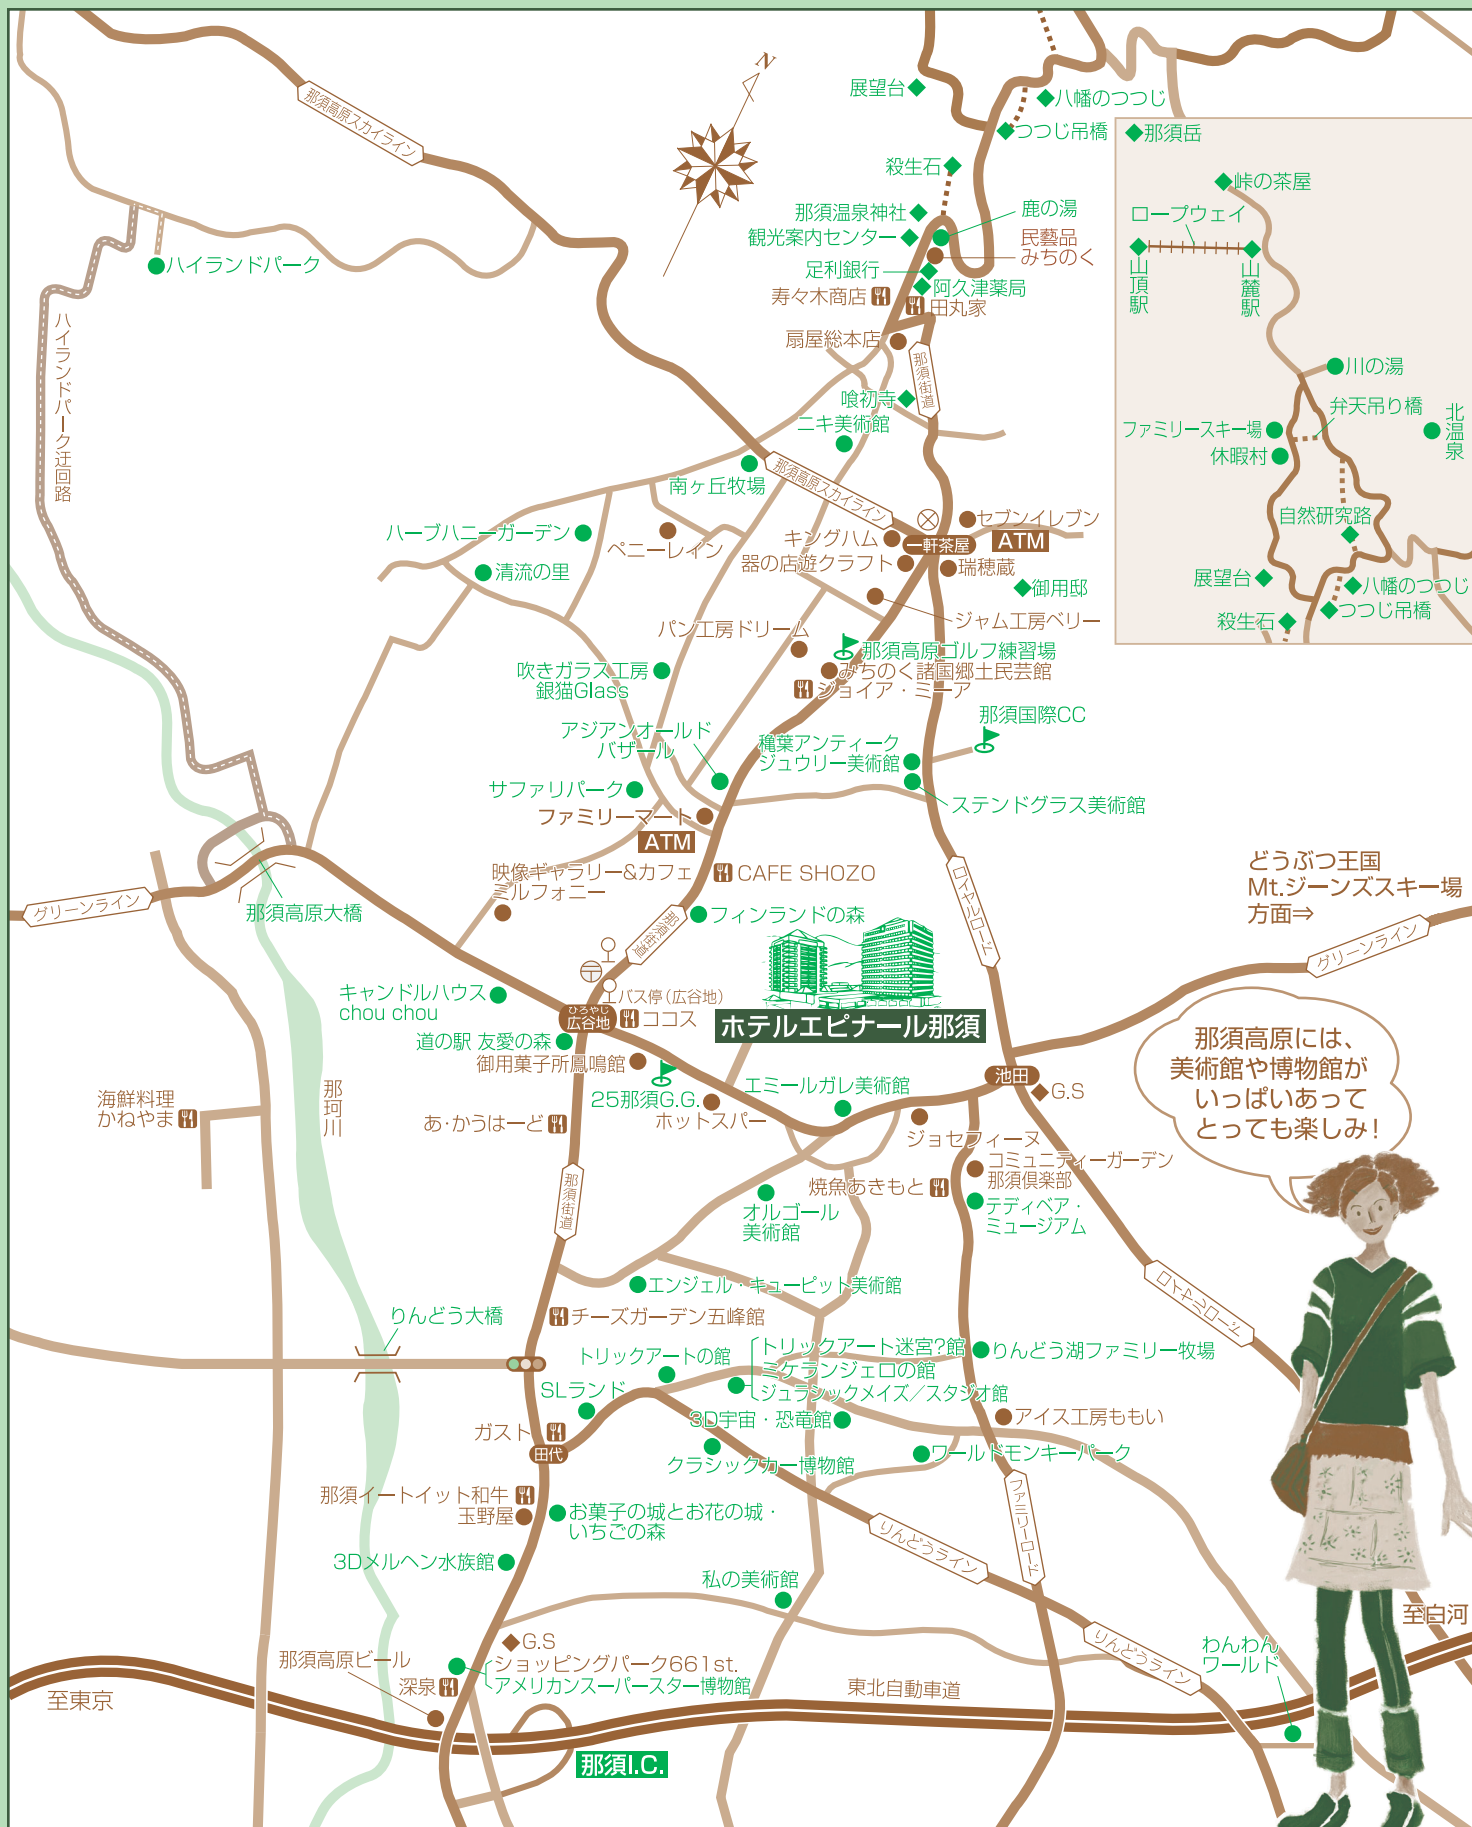 N
那須高原スカイライン
展望台
八幡のつつじ
つつじ吊橋
殺生石
那須温泉神社
鹿の湯
観光案内センター
民藝品
みちのく
足利銀行
阿久津薬局
寿々木商店
田丸家
扇屋総本店
那須街道
喰初寺
ニキ美術館
南ヶ丘牧場
那須高原スカイライン
ハイランドパーク
ハイランドパーク迂回路
那須岳
峠の茶屋
ロープウェイ
山頂駅
山麓駅
川の湯
弁天吊り橋
北温泉
ファミリースキー場
休暇村
自然研究路
展望台
八幡のつつじ
つつじ吊橋
殺生石
ハーブハニーガーデン
ペニーレイン
清流の里
キングハム
セブンイレブン
ATM
一軒茶屋
器の店遊クラフト
瑞穂蔵
御用邸
ジャム工房ベリー
パン工房ドリーム
那須高原ゴルフ練習場
みちのく諸国郷土民芸館
ジョイア・ミーア
吹きガラス工房
銀猫Glass
アジアンオールド
バザール
那須国際CC
穐葉アンティーク
ジュウリー美術館
サファリパーク
ステンドグラス美術館
ファミリーマート
ATM
映像ギャラリー&カフェ
ミルフォニー
CAFE SHOZO
ロイヤルロード
どうぶつ王国
Mt.ジーンズスキー場
方面⇒
グリーンライン
那須高原大橋
フィンランドの森
那須街道
グリーンライン
キャンドルハウス
chou chou
バス停(広谷地)
ひろやじ
広谷地
ココス
ホテルエピナール那須
道の駅 友愛の森
御用菓子所鳳鳴館
25那須G.G.
ホットスパー
エミールガレ美術館
池田
G.S
那須高原には、
美術館や博物館が
いっぱいあって
とっても楽しみ!
海鮮料理
かねやま
那珂川
あ・かうはーど
ジョセフィーヌ
コミュニティーガーデン
那須倶楽部
焼魚あきもと
テディベア・
ミュージアム
那須街道
オルゴール
美術館
ロイヤルロード
エンジェル・キューピット美術館
りんどう大橋
チーズガーデン五峰館
トリックアートの館
トリックアート迷宮?館
ミケランジェロの館
ジュラシックメイズ/スタジオ館
りんどう湖ファミリー牧場
SLランド
3D宇宙・恐竜館
アイス工房ももい
ガスト
田代
クラシックカー博物館
ワールドモンキーパーク
那須イートイット和牛
玉野屋
お菓子の城とお花の城・
いちごの森
ファミリーロード
りんどうライン
3Dメルヘン水族館
私の美術館
至白河
G.S
りんどうライン
わんわん
ワールド
那須高原ビール
ショッピングパーク661st.
アメリカンスーパースター博物館
深泉
至東京
東北自動車道
那須I.C.